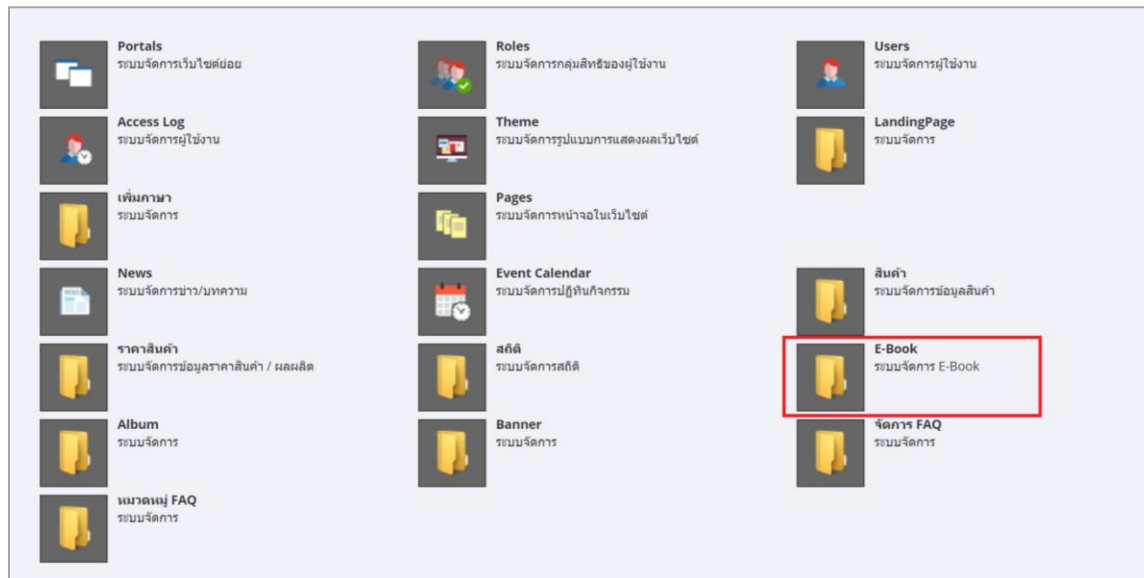 Portals
ระบบจัดการเว็บไซต์ย่อย
Roles
ระบบจัดการกลุ่มสิทธิของผู้ใช้งาน
Users
ระบบจัดการผู้ใช้งาน
Access Log
ระบบจัดการผู้ใช้งาน
Theme
ระบบจัดการรูปแบบการแสดงผลเว็บไซต์
LandingPage
ระบบจัดการ
เพิ่มภาษา
ระบบจัดการ
Pages
ระบบจัดการหน้าจอในเว็บไซต์
News
ระบบจัดการข่าว/บทความ
Event Calendar
ระบบจัดการปฏิทินกิจกรรม
สินค้า
ระบบจัดการข้อมูลสินค้า
ราคาสินค้า
ระบบจัดการข้อมูลราคาสินค้า / ผลผลิต
สถิติ
ระบบจัดการสถิติ
E-Book
ระบบจัดการ E-Book
Album
ระบบจัดการ
Banner
ระบบจัดการ
จัดการ FAQ
ระบบจัดการ
หมวดหมู่ FAQ
ระบบจัดการ